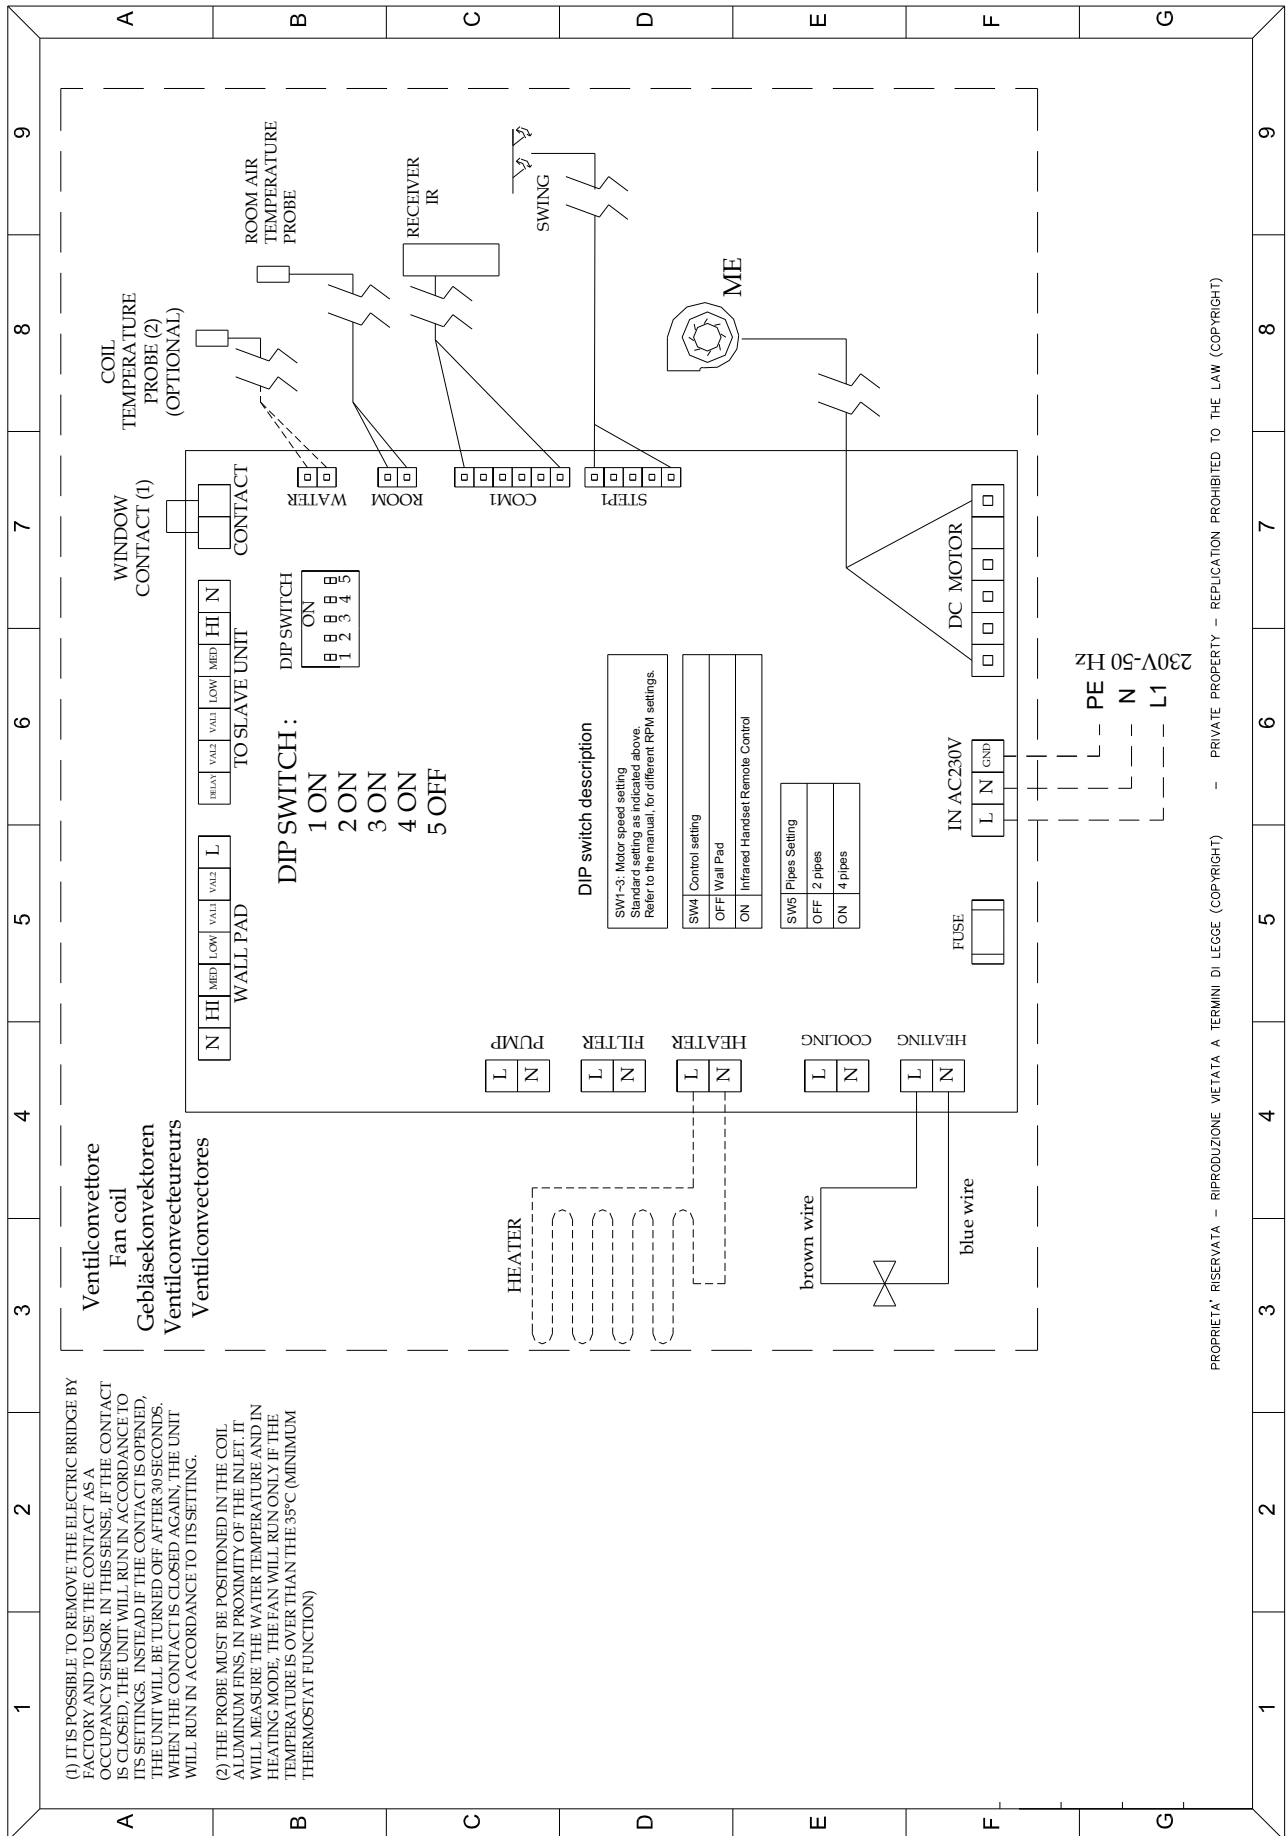 (1) IT IS POSSIBLE TO REMOVE THE ELECTRIC BRIDGE BY
FACTORY AND TO USE THE CONTACT AS A
OCCUPANCY SENSOR. IN THIS SENSE, IF THE CONTACT
IS CLOSED, THE UNIT WILL RUN IN ACCORDANCE TO
ITS SETTINGS. INSTEAD IF THE CONTACT IS OPENED,
THE UNIT WILL BE TURNED OFF AFTER 30 SECONDS.
WHEN THE CONTACT IS CLOSED AGAIN, THE UNIT
WILL RUN IN ACCORDANCE TO ITS SETTING.
(2) THE PROBE MUST BE POSITIONED IN THE COIL
ALUMINUM FINS, IN PROXIMITY OF THE INLET. IT
WILL MEASURE THE WATER TEMPERATURE AND IN
HEATING MODE, THE FAN WILL RUN ONLY IF THE
TEMPERATURE IS OVER THAN THE 35°C (MINIMUM
THERMOSTAT FUNCTION)
Ventilconvettore
Fan coil
Gebläsekonvektoren
Ventilconvecteureurs
Ventilconvectores
N HI MED LOW VAL1 VAL2 L
WALL PAD
DELAY VAL2 VAL1 LOW MED HI N
TO SLAVE UNIT
WINDOW
CONTACT (1)
CONTACT
COIL
TEMPERATURE
PROBE (2)
(OPTIONAL)
ROOM AIR
TEMPERATURE
PROBE
RECEIVER
IR
SWING
ME
WATER
ROOM
COM1
STEP1
DIP SWITCH
ON
1 2 3 4 5
DIP SWITCH :
1 ON
2 ON
3 ON
4 ON
5 OFF
DIP switch description
SW1~3: Motor speed setting
Standard setting as indicated above.
Refer to the manual, for different RPM settings.
SW4 Control setting
OFF Wall Pad
ON Infrared Handset Remote Control
SW5 Pipes Setting
OFF 2 pipes
ON 4 pipes
PUMP
L
N
FILTER
L
N
HEATER
L
N
COOLING
L
N
HEATING
L
N
HEATER
brown wire
blue wire
FUSE
IN AC230V
L N GND
DC MOTOR
PE
N
L1
230V-50 Hz
PROPRIETA' RISERVATA - RIPRODUZIONE VIETATA A TERMINI DI LEGGE (COPYRIGHT) - PRIVATE PROPERTY - REPLICATION PROHIBITED TO THE LAW (COPYRIGHT)
1 2 3 4 5 6 7 8 9
1 2 3 4 5 6 7 8 9
A
B
C
D
E
F
G
A
B
C
D
E
F
G